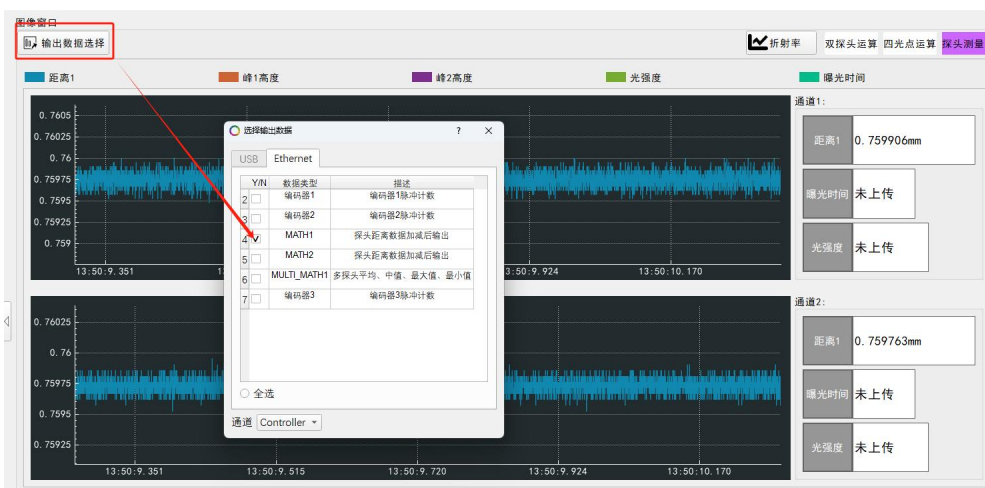 图像窗口
输出数据选择
折射率 双探头运算 四光点运算 探头测量
距离1 峰1高度 峰2高度 光强度 曝光时间
0.7605
0.76025
0.76
0.75975
0.7595
0.75925
0.759
13:50:9.351
13:50:9.924 13:50:10.170
通道1:
距离1 0.759906mm
曝光时间 未上传
光强度 未上传
选择输出数据 ? ×
USB Ethernet
Y/N 数据类型 描述
2 编码器1 编码器1脉冲计数
3 编码器2 编码器2脉冲计数
4 MATH1 探头距离数据加减后输出
5 MATH2 探头距离数据加减后输出
6 MULTI_MATH1 多探头平均、中值、最大值、最小值
7 编码器3 编码器3脉冲计数
全选
通道 Controller
0.76025
0.76
0.75975
0.7595
0.75925
13:50:9.351 13:50:9.515 13:50:9.720 13:50:9.924 13:50:10.170
通道2:
距离1 0.759763mm
曝光时间 未上传
光强度 未上传